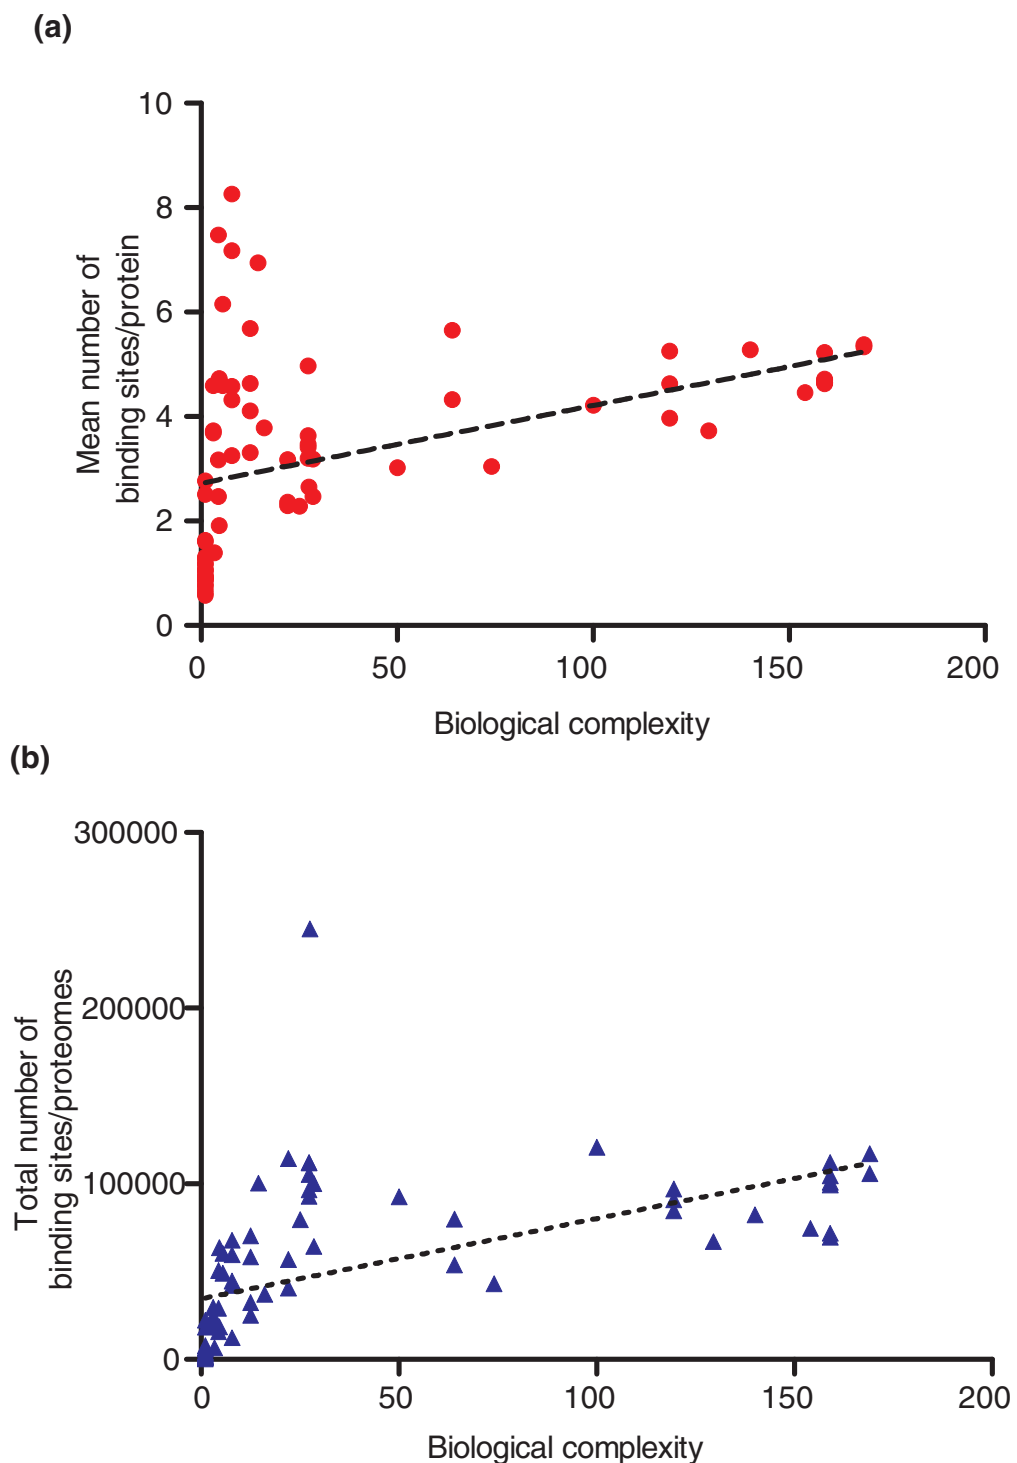 (a)
10
8
6
4
2
0
Mean number of
binding sites/protein
0 50 100 150 200
Biological complexity
(b)
300000
200000
100000
0
Total number of
binding sites/proteomes
0 50 100 150 200
Biological complexity